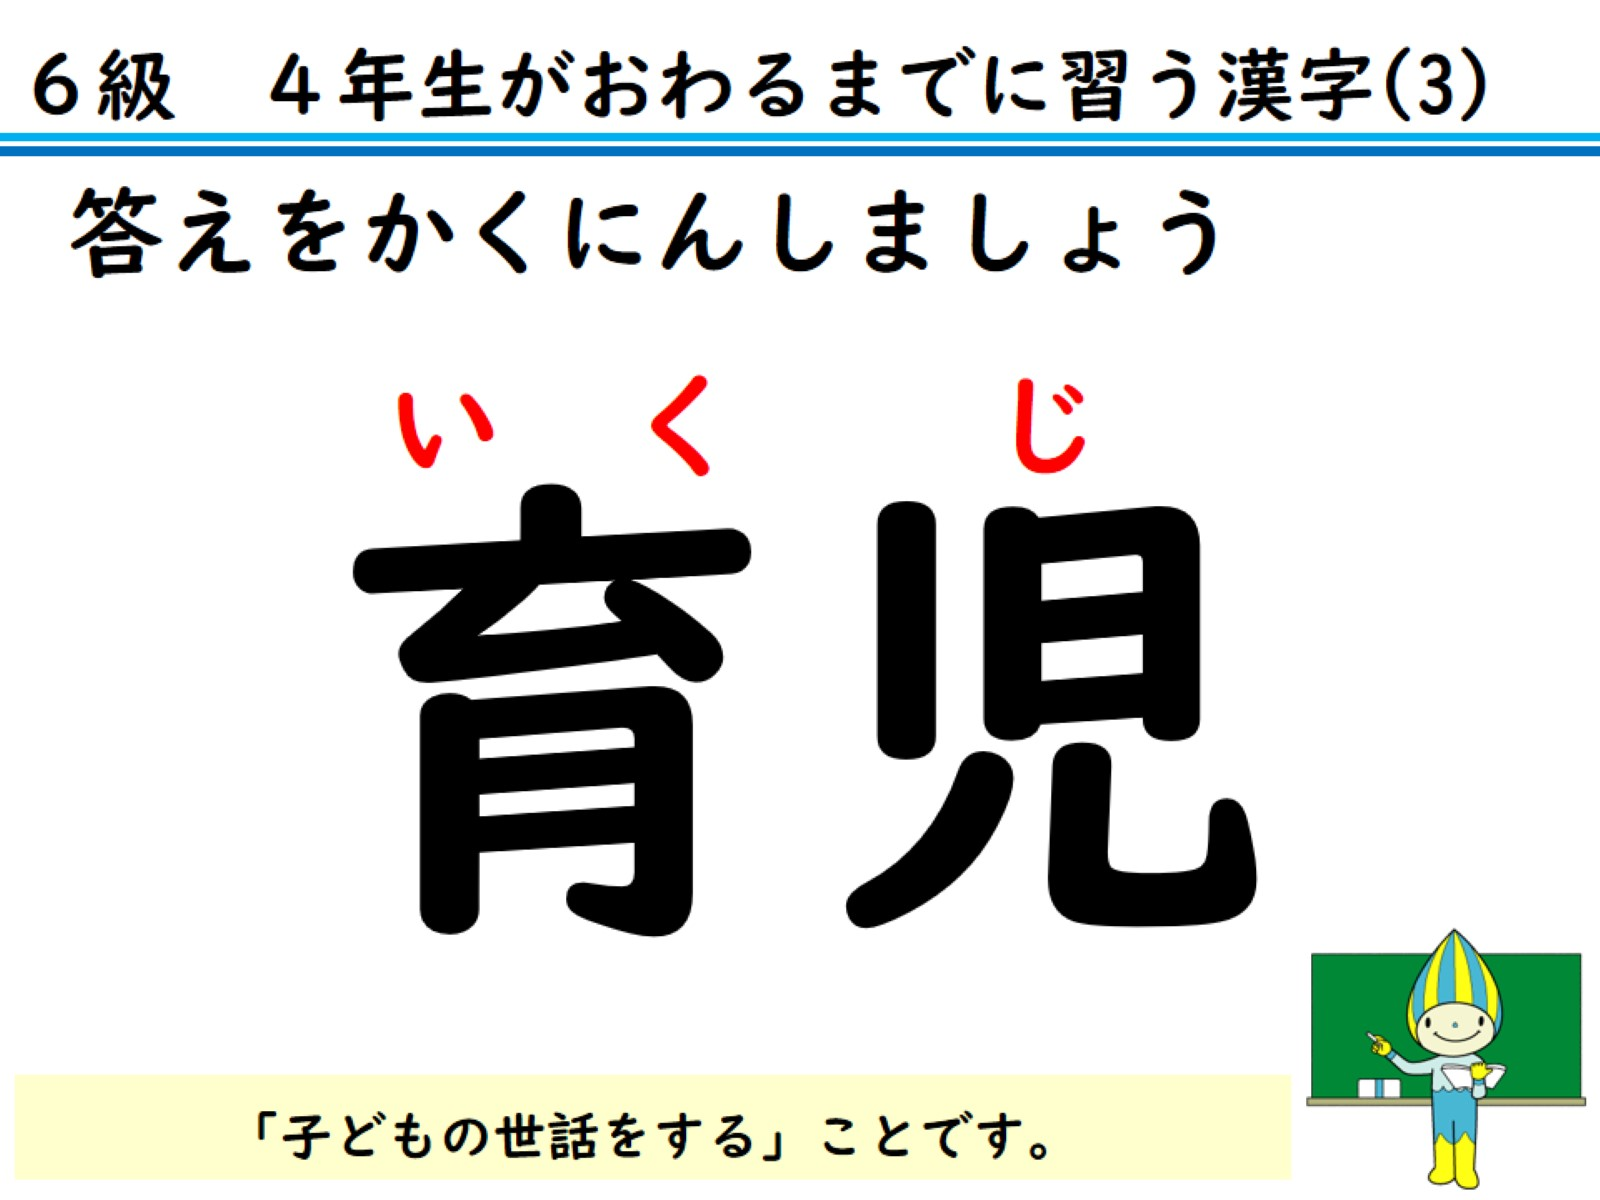 ６級　４年生がおわるまでに習う漢字(3)
答えをかくにんしましょう
いくじ
育児
「子どもの世話をする」ことです。